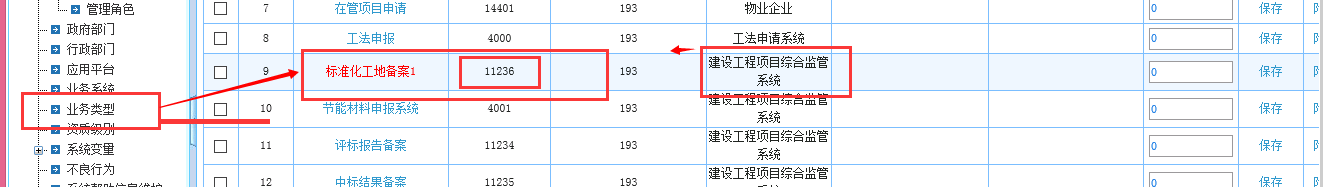 管理角色
政府部门
行政部门
应用平台
业务系统
业务类型
资质级别
系统变量
不良行为
系统帮助信息维护
7 在管项目申请 14401 193 物业企业 0 保存
8 工法申报 4000 193 工法申请系统 0 保存
9 标准化工地备案1 11236 193 建设工程项目综合监管
系统 0 保存
10 节能材料申报系统 4001 193 建设工程项目综合监管
系统 0 保存
11 评标报告备案 11234 193 建设工程项目综合监管
系统 0 保存
12 中标结果备案 11235 193 建设工程项目综合监管
系统 0 保存